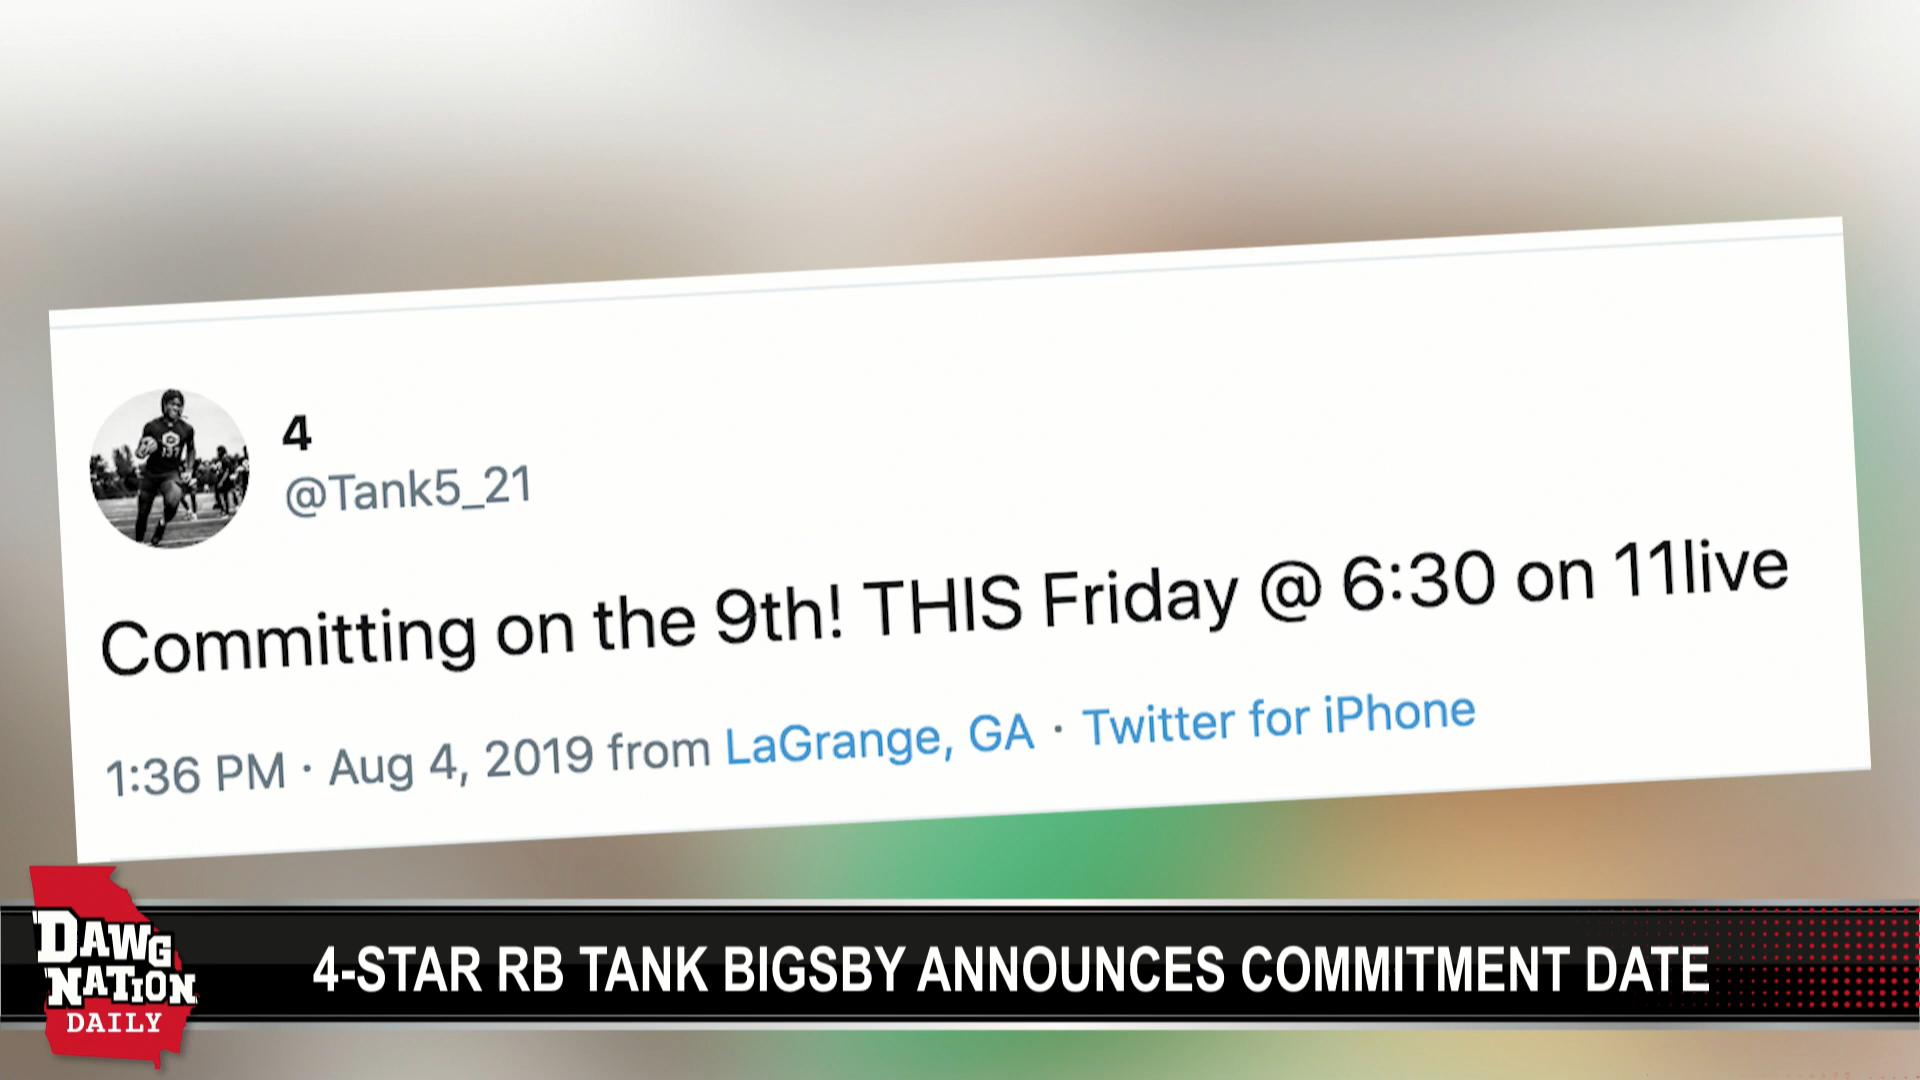 4
@Tank5_21
Committing on the 9th! THIS Friday @ 6:30 on 11live
1:36 PM · Aug 4, 2019 from LaGrange, GA · Twitter for iPhone
DAWG
NATION
DAILY
4-STAR RB TANK BIGSBY ANNOUNCES COMMITMENT DATE